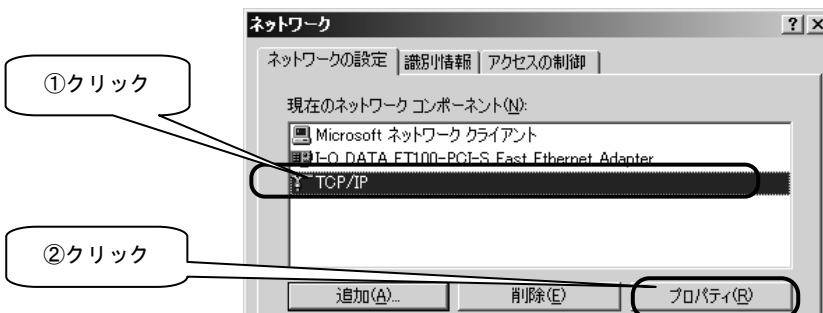 ネットワーク
ネットワークの設定 識別情報 アクセスの制御
①クリック
現在のネットワーク コンポーネント(N):
Microsoft ネットワーク クライアント
I-O DATA ET100-PCI-S Fast Ethernet Adapter
TCP/IP
②クリック
追加(A)... 削除(E) プロパティ(R)